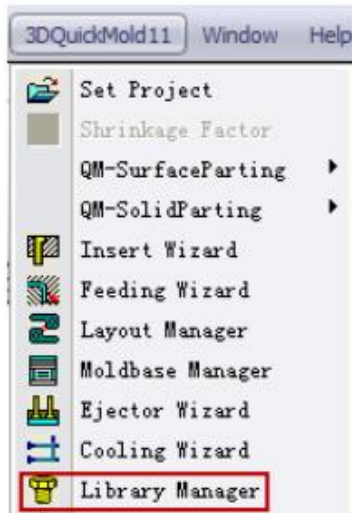 3DQuickMold11 Window Help
Set Project
Shrinkage Factor
QM-SurfaceParting
QM-SolidParting
Insert Wizard
Feeding Wizard
Layout Manager
Moldbase Manager
Ejector Wizard
Cooling Wizard
Library Manager